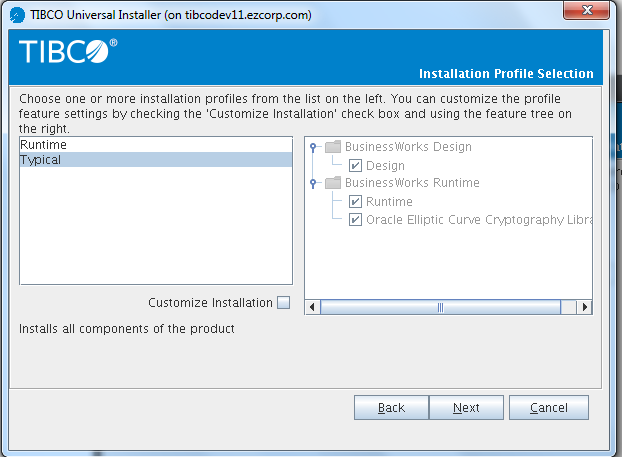 TIBCO Universal Installer (on tibcodev11.ezcorp.com)
TIBCO®
Installation Profile Selection
Choose one or more installation profiles from the list on the left. You can customize the profile
feature settings by checking the 'Customize Installation' check box and using the feature tree on
the right.
Runtime
Typical
BusinessWorks Design
Design
BusinessWorks Runtime
Runtime
Oracle Elliptic Curve Cryptography Libra
Customize Installation
Installs all components of the product
Back
Next
Cancel